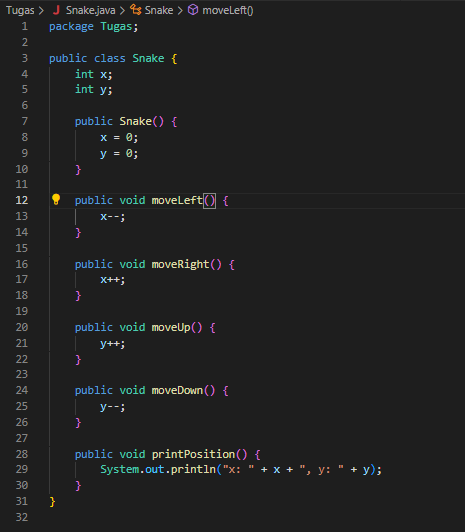 Tugas > J Snake.java > Snake > moveLeft()
1 package Tugas;
2
3 public class Snake {
4     int x;
5     int y;
6
7     public Snake() {
8         x = 0;
9         y = 0;
10     }
11
12     public void moveLeft() {
13         x--;
14     }
15
16     public void moveRight() {
17         x++;
18     }
19
20     public void moveUp() {
21         y++;
22     }
23
24     public void moveDown() {
25         y--;
26     }
27
28     public void printPosition() {
29         System.out.println("x: " + x + ", y: " + y);
30     }
31 }
32